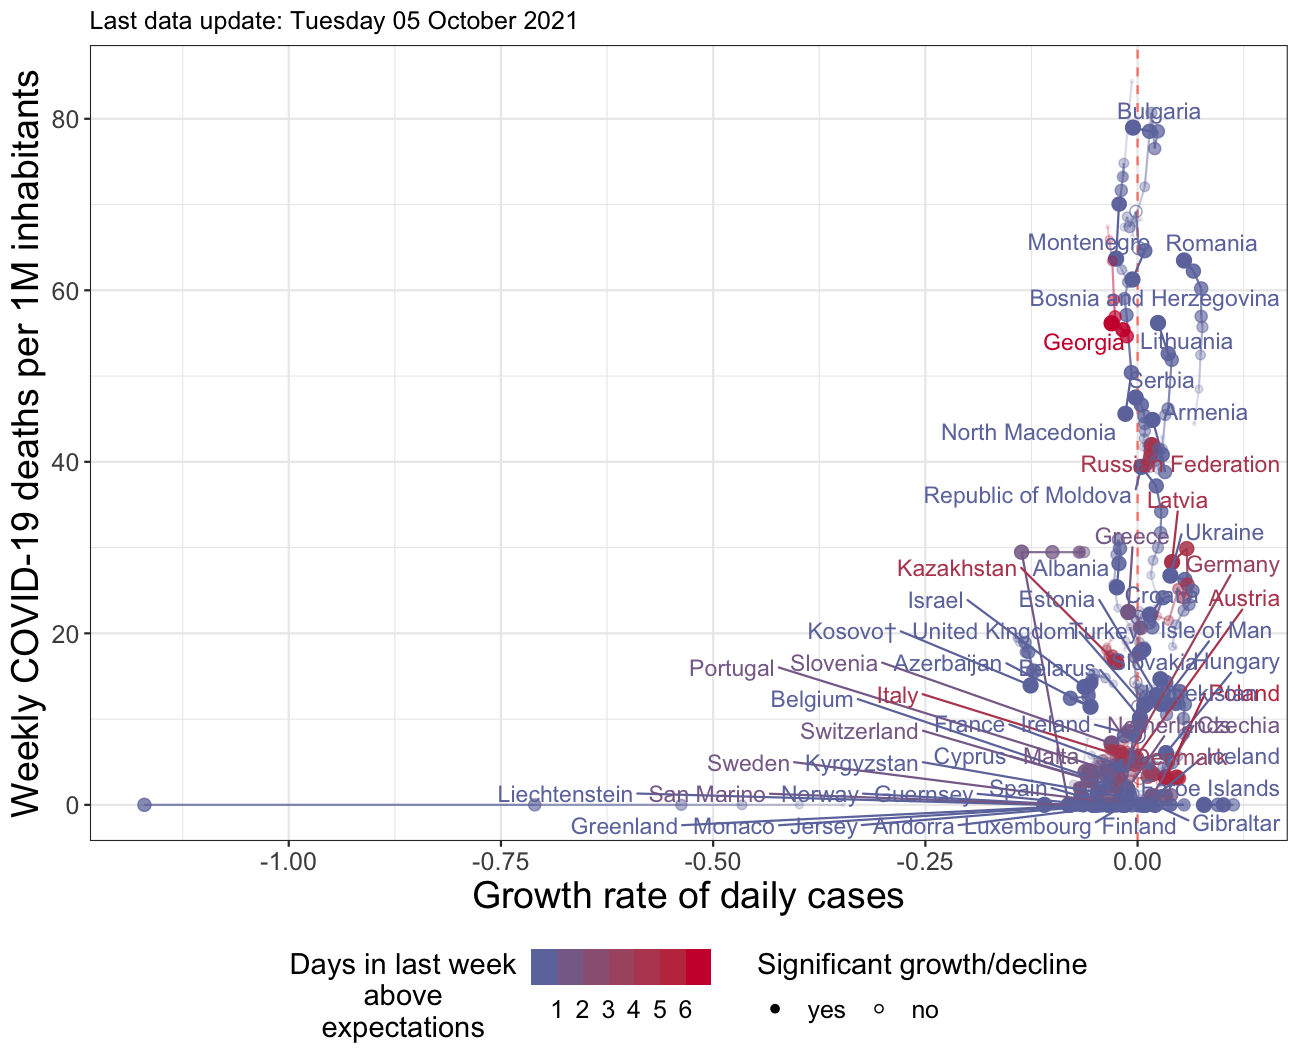 Last data update: Tuesday 05 October 2021
Weekly COVID-19 deaths per 1M inhabitants
80
60
40
20
0
Bulgaria
Montenegro
Romania
Bosnia and Herzegovina
Georgia
Lithuania
Serbia
Armenia
North Macedonia
Russian Federation
Republic of Moldova
Latvia
Greece
Ukraine
Kazakhstan
Albania
Germany
Israel
Estonia
Croatia
Austria
Kosovo†
United Kingdom
Turkey
Isle of Man
Portugal
Slovenia
Azerbaijan
Belarus
Slovakia
Hungary
Belgium
Italy
Uzbekistan
Poland
Switzerland
France
Ireland
Netherlands
Czechia
Sweden
Kyrgyzstan
Cyprus
Malta
Denmark
Iceland
Liechtenstein
San Marino
Norway
Guernsey
Spain
Faroe Islands
Greenland
Monaco
Jersey
Andorra
Luxembourg
Finland
Gibraltar
-1.00
-0.75
-0.50
-0.25
0.00
Growth rate of daily cases
Days in last week
above
expectations
1 2 3 4 5 6
Significant growth/decline
yes
no